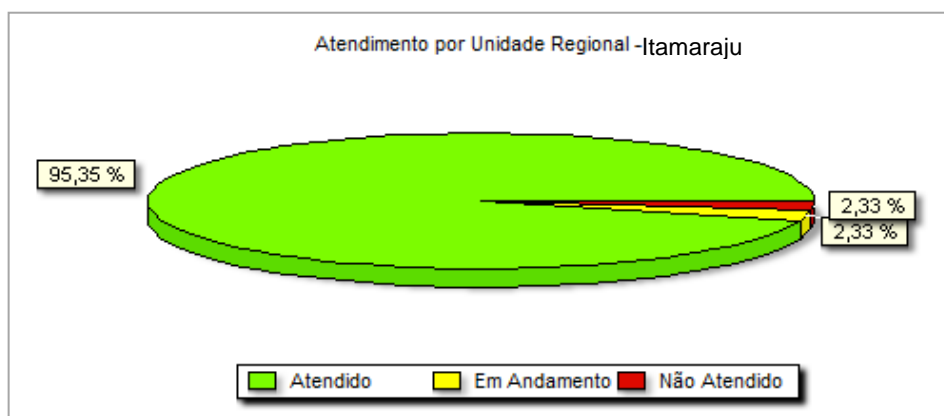 Atendimento por Unidade Regional -Itamaraju
95,35 %
2,33 %
2,33 %
Atendido Em Andamento Não Atendido